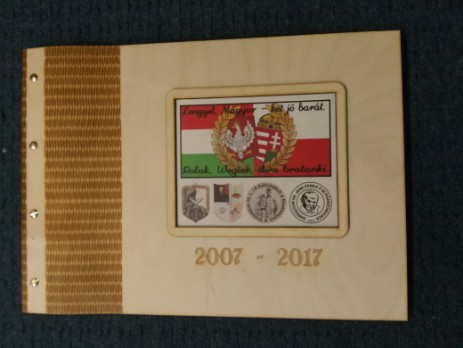 Lengyel, Magyar – két jó barát.
Polak, Węgier, dwa bratanki
2007 - 2017